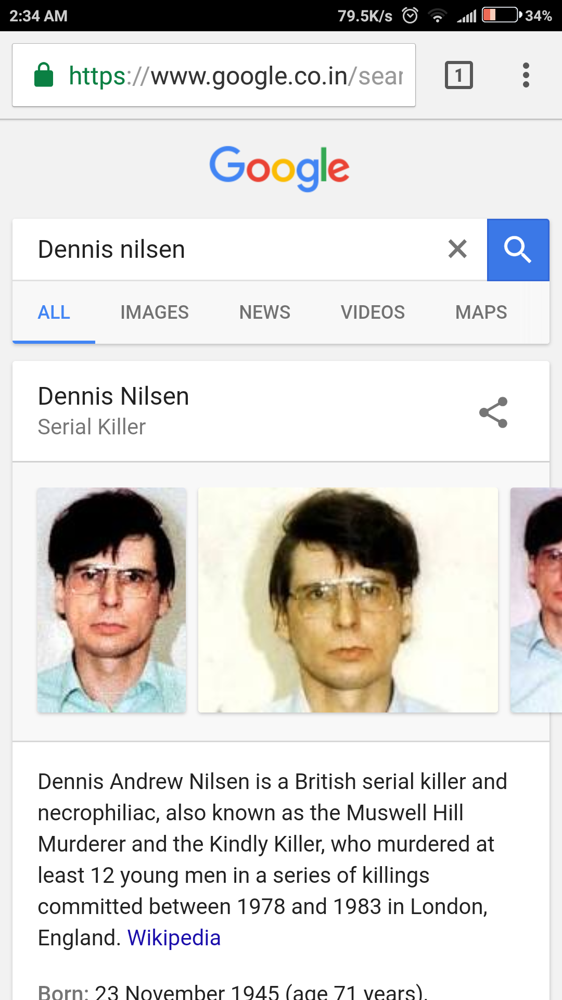 2:34 AM 79.5K/s 34%
https://www.google.co.in/sear
1
Google
Dennis nilsen
ALL IMAGES NEWS VIDEOS MAPS
Dennis Nilsen
Serial Killer
Dennis Andrew Nilsen is a British serial killer and
necrophiliac, also known as the Muswell Hill
Murderer and the Kindly Killer, who murdered at
least 12 young men in a series of killings
committed between 1978 and 1983 in London,
England. Wikipedia
Born: 23 November 1945 (age 71 years),